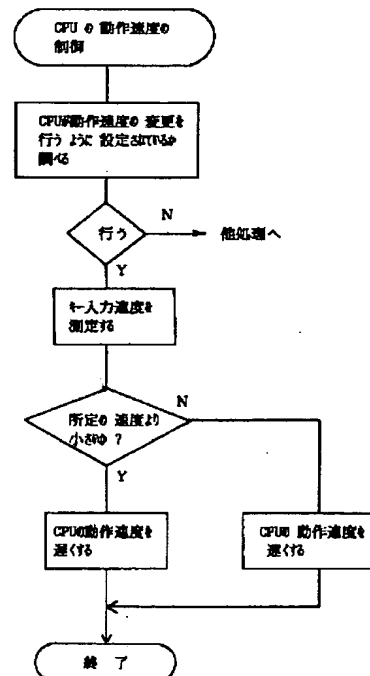 CPU の 動作速度の
制御
CPUが動作速度の 変更を
行う ように 設定されているか
調べる
行う
N
他処理へ
Y
キー入力速度を
測定する
所定の 速度より
小さいか ?
N
Y
CPUの動作速度を
遅くする
CPUの 動作速度を
速くする
終 了